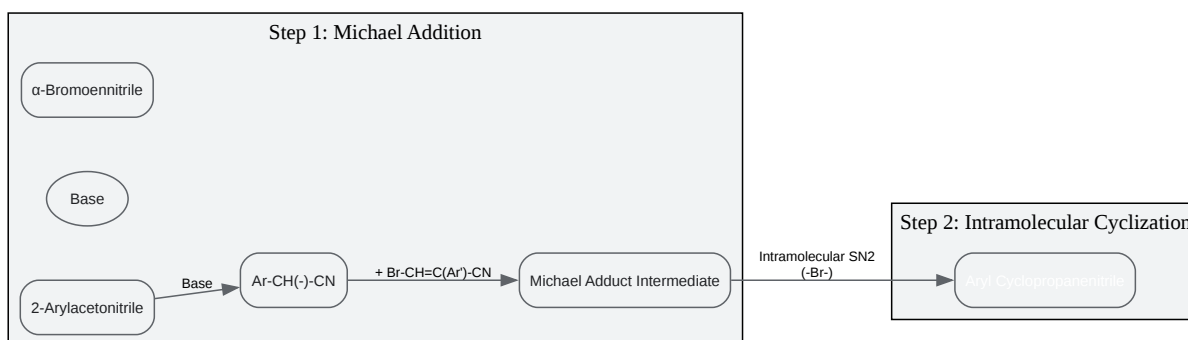 Step 1: Michael Addition
α-Bromoennitrile
Base
2-Arylacetonitrile
Base
Ar-CH(-)-CN
+ Br-CH=C(Ar')-CN
Michael Adduct Intermediate
Intramolecular SN2
(-Br-)
Step 2: Intramolecular Cyclization
Aryl Cyclopropanenitrile